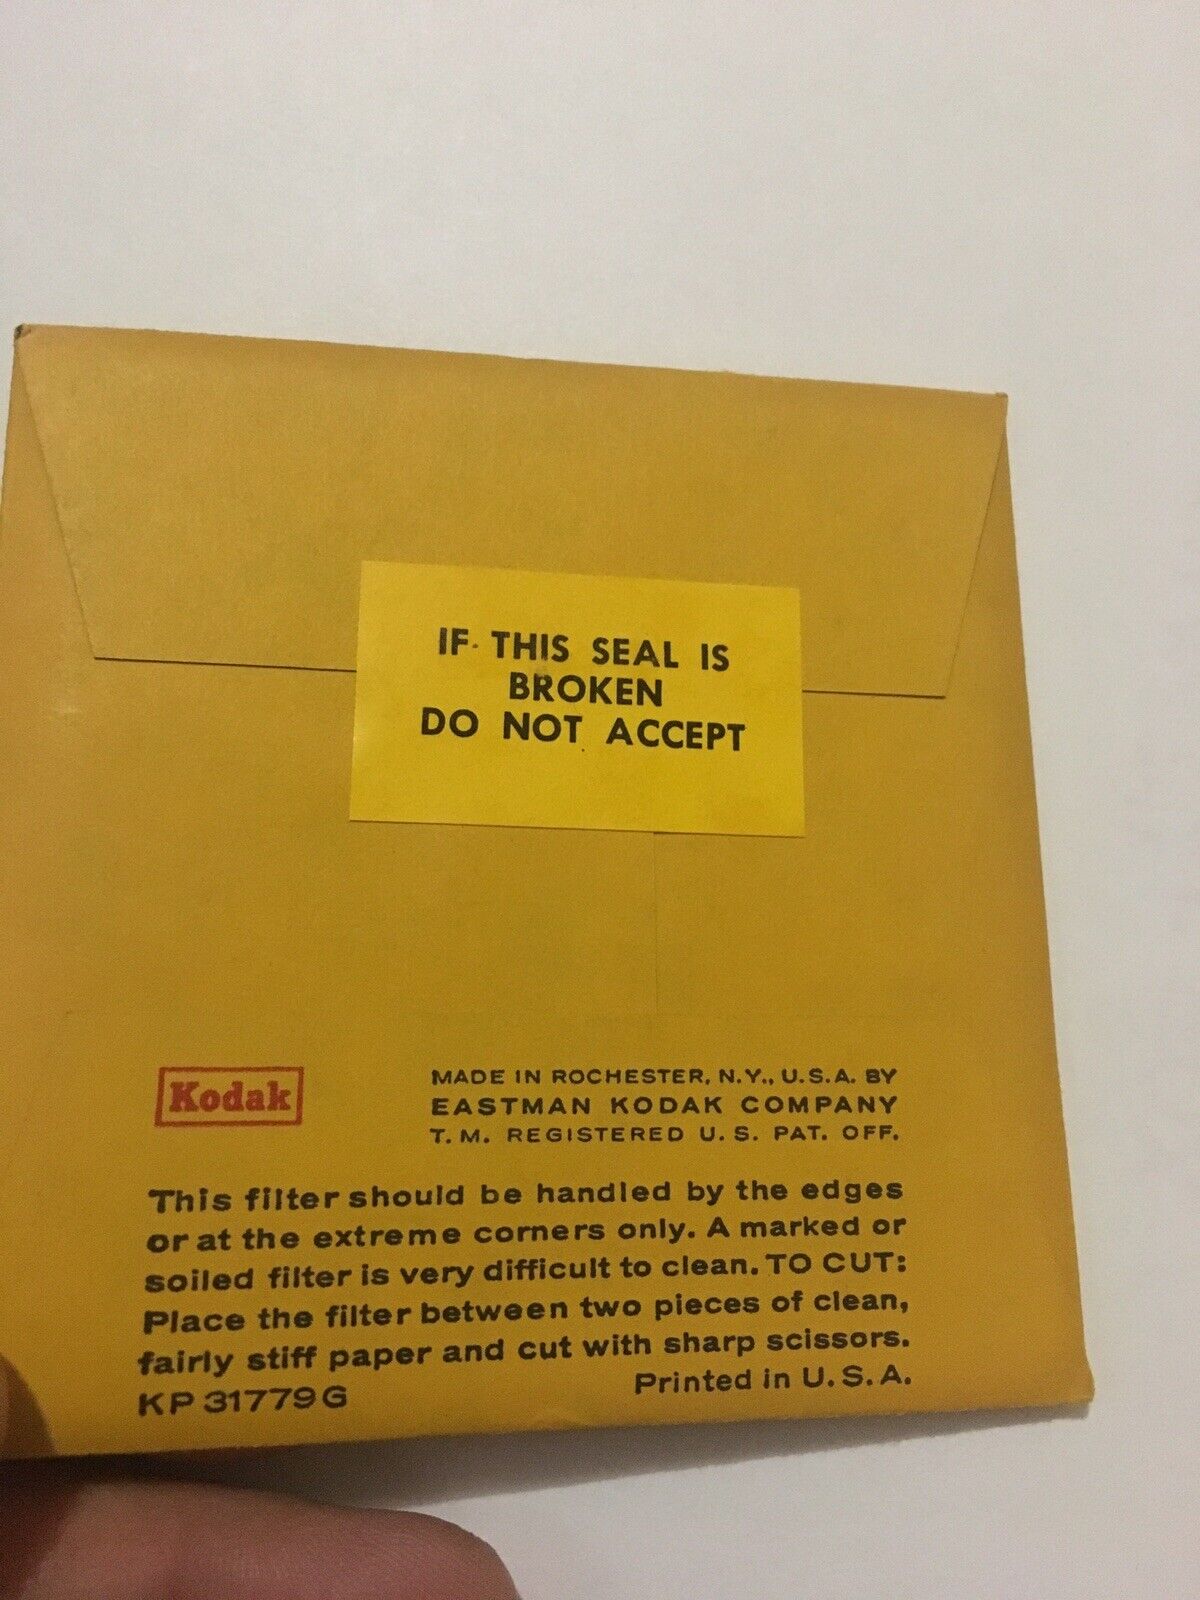 IF THIS SEAL IS
BROKEN
DO NOT ACCEPT
Kodak
MADE IN ROCHESTER, N.Y., U.S.A. BY
EASTMAN KODAK COMPANY
T.M. REGISTERED U.S. PAT. OFF.
This filter should be handled by the edges
or at the extreme corners only. A marked or
soiled filter is very difficult to clean. TO CUT:
Place the filter between two pieces of clean,
fairly stiff paper and cut with sharp scissors.
KP 31779G Printed in U.S.A.